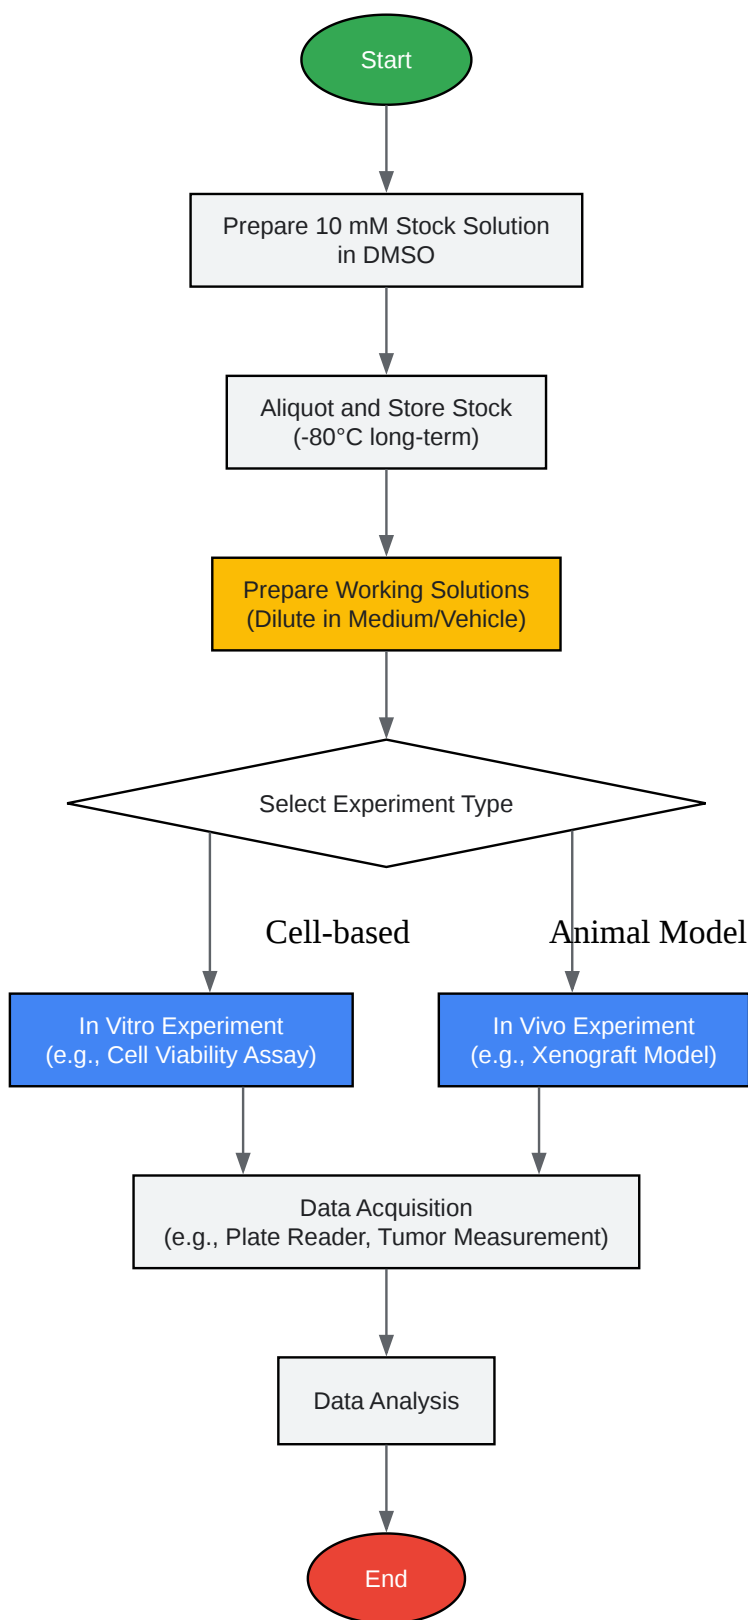 Start
Prepare 10 mM Stock Solution
in DMSO
Aliquot and Store Stock
(-80°C long-term)
Prepare Working Solutions
(Dilute in Medium/Vehicle)
Select Experiment Type
Cell-based
Animal Model
In Vitro Experiment
(e.g., Cell Viability Assay)
In Vivo Experiment
(e.g., Xenograft Model)
Data Acquisition
(e.g., Plate Reader, Tumor Measurement)
Data Analysis
End